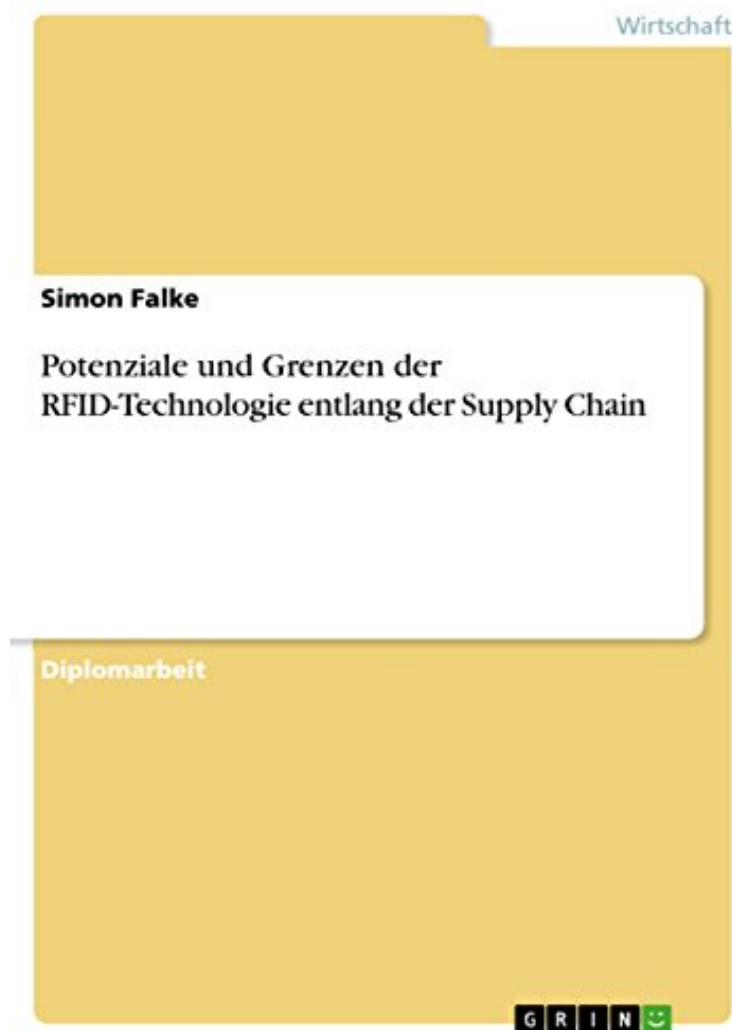 Wirtschaft
Simon Falke
Potenziale und Grenzen der
RFID-Technologie entlang der Supply Chain
Diplomarbeit
GRIN